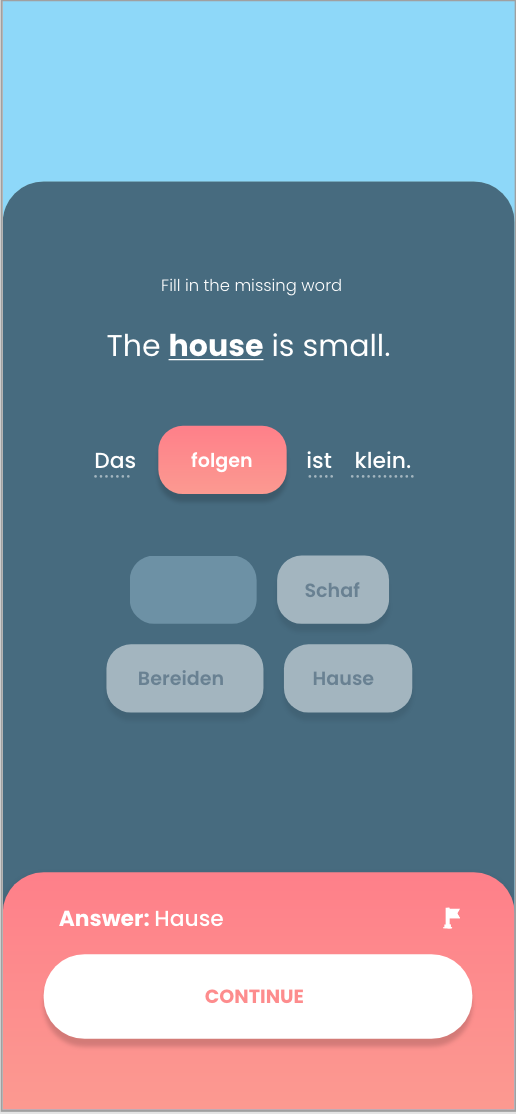 Fill in the missing word
The house is small.
Das folgen ist klein.
Schaf
Bereiden Hause
Answer: Hause
CONTINUE